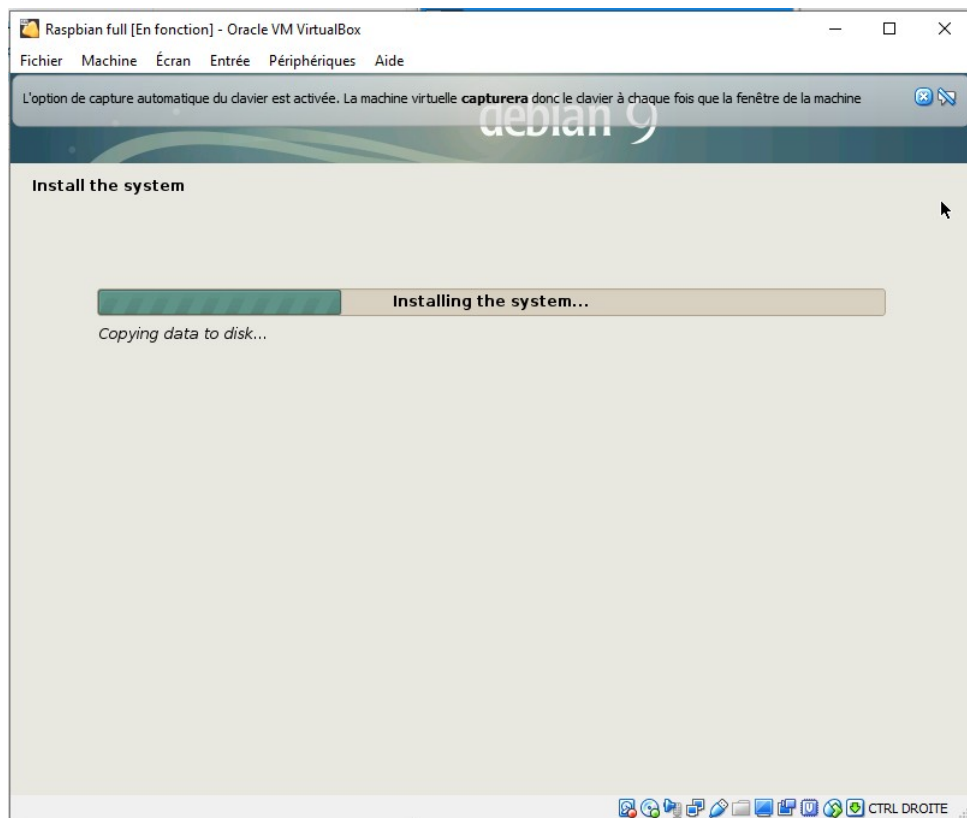 Raspbian full [En fonction] - Oracle VM VirtualBox
Fichier Machine Écran Entrée Périphériques Aide
L'option de capture automatique du clavier est activée. La machine virtuelle capturera donc le clavier à chaque fois que la fenêtre de la machine
debian 9
Install the system
Installing the system...
Copying data to disk...
CTRL DROITE